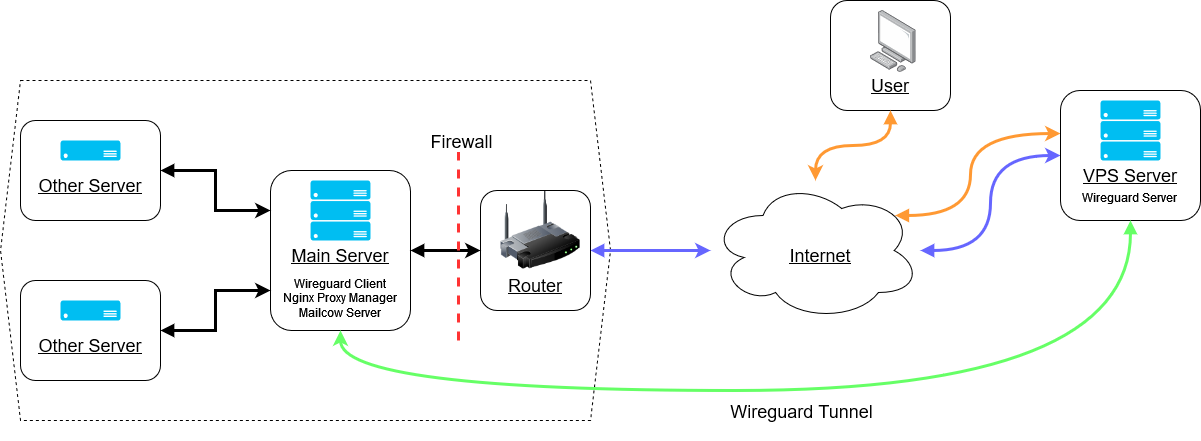 User
Firewall
VPS Server
Wireguard Server
Other Server
Main Server
Wireguard Client
Nginx Proxy Manager
Mailcow Server
Router
Internet
Other Server
Wireguard Tunnel